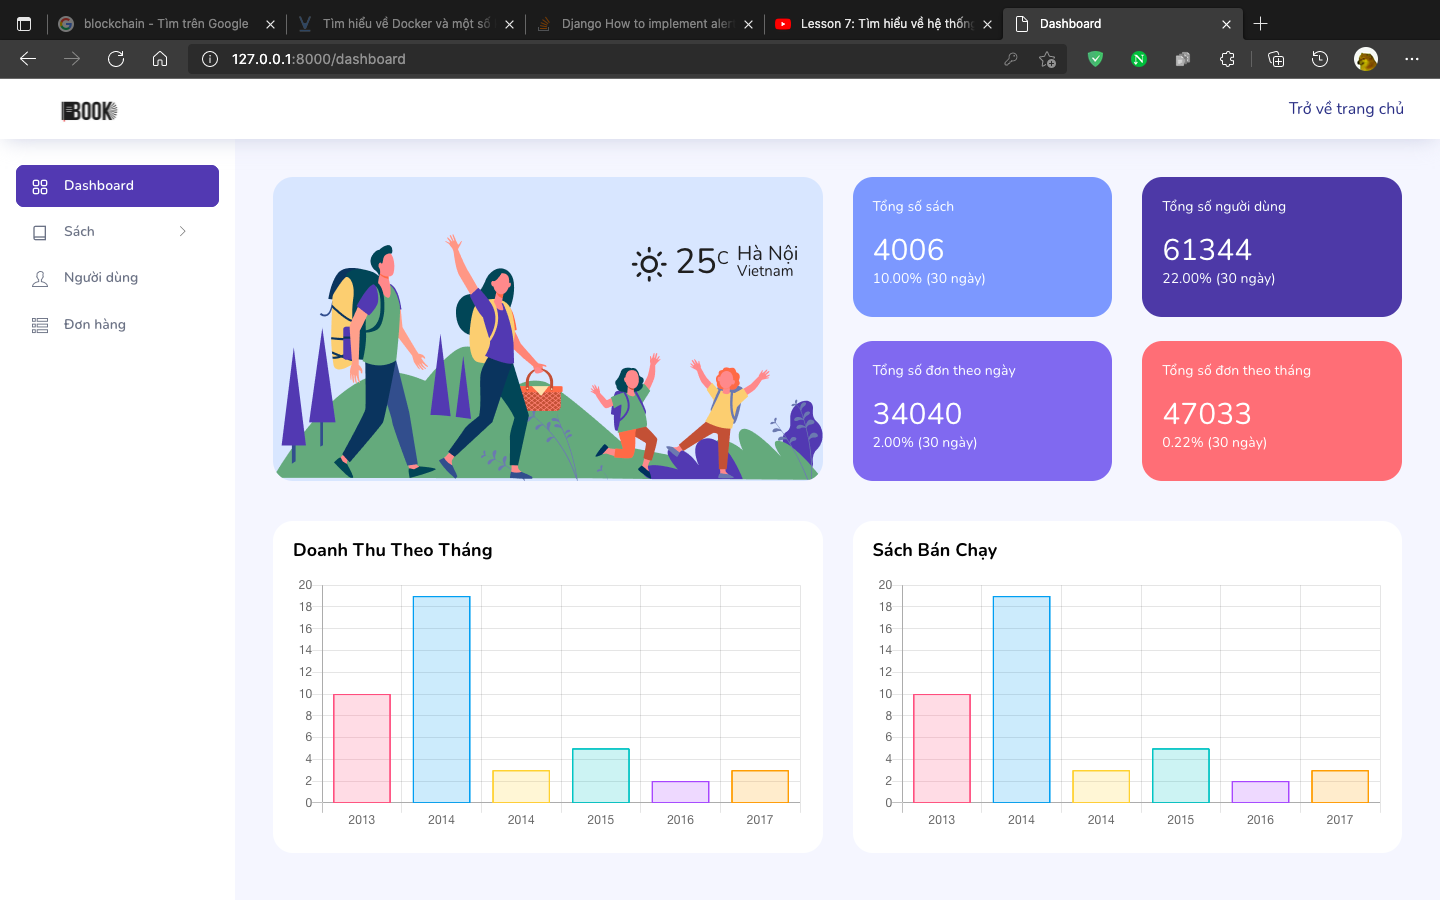 blockchain - Tìm trên Google
Tìm hiểu về Docker và một số
Django How to implement aler
Lesson 7: Tìm hiểu về hệ thống
Dashboard
127.0.0.1:8000/dashboard
BOOK
Trở về trang chủ
Dashboard
Sách
Người dùng
Đơn hàng
25 C Hà Nội
Vietnam
Tổng số sách
4006
10.00% (30 ngày)
Tổng số người dùng
61344
22.00% (30 ngày)
Tổng số đơn theo ngày
34040
2.00% (30 ngày)
Tổng số đơn theo tháng
47033
0.22% (30 ngày)
Doanh Thu Theo Tháng
20
18
16
14
12
10
8
6
4
2
0
2013 2014 2014 2015 2016 2017
Sách Bán Chạy
20
18
16
14
12
10
8
6
4
2
0
2013 2014 2014 2015 2016 2017